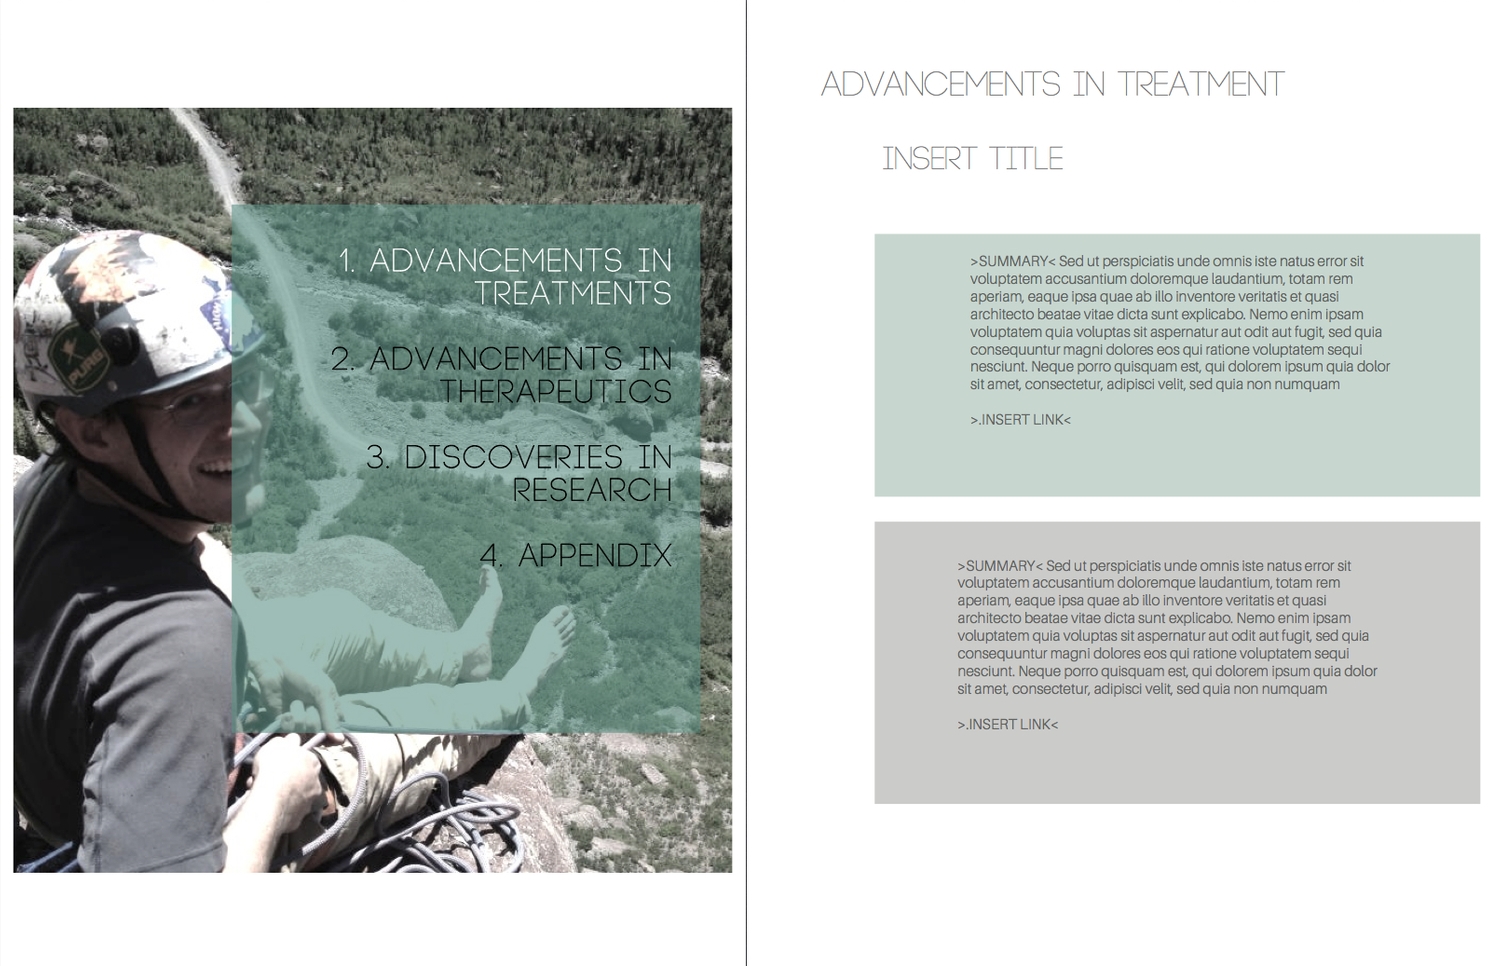 1. ADVANCEMENTS IN
TREATMENTS
2. ADVANCEMENTS IN
THERAPEUTICS
3. DISCOVERIES IN
RESEARCH
4. APPENDIX
PURG
ADVANCEMENTS IN TREATMENT
INSERT TITLE
>SUMMARY< Sed ut perspiciatis unde omnis iste natus error sit
voluptatem accusantium doloremque laudantium, totam rem
aperiam, eaque ipsa quae ab illo inventore veritatis et quasi
architecto beatae vitae dicta sunt explicabo. Nemo enim ipsam
voluptatem quia voluptas sit aspernatur aut odit aut fugit, sed quia
consequuntur magni dolores eos qui ratione voluptatem sequi
nesciunt. Neque porro quisquam est, qui dolorem ipsum quia dolor
sit amet, consectetur, adipisci velit, sed quia non numquam
>.INSERT LINK<
>SUMMARY< Sed ut perspiciatis unde omnis iste natus error sit
voluptatem accusantium doloremque laudantium, totam rem
aperiam, eaque ipsa quae ab illo inventore veritatis et quasi
architecto beatae vitae dicta sunt explicabo. Nemo enim ipsam
voluptatem quia voluptas sit aspernatur aut odit aut fugit, sed quia
consequuntur magni dolores eos qui ratione voluptatem sequi
nesciunt. Neque porro quisquam est, qui dolorem ipsum quia dolor
sit amet, consectetur, adipisci velit, sed quia non numquam
>.INSERT LINK<